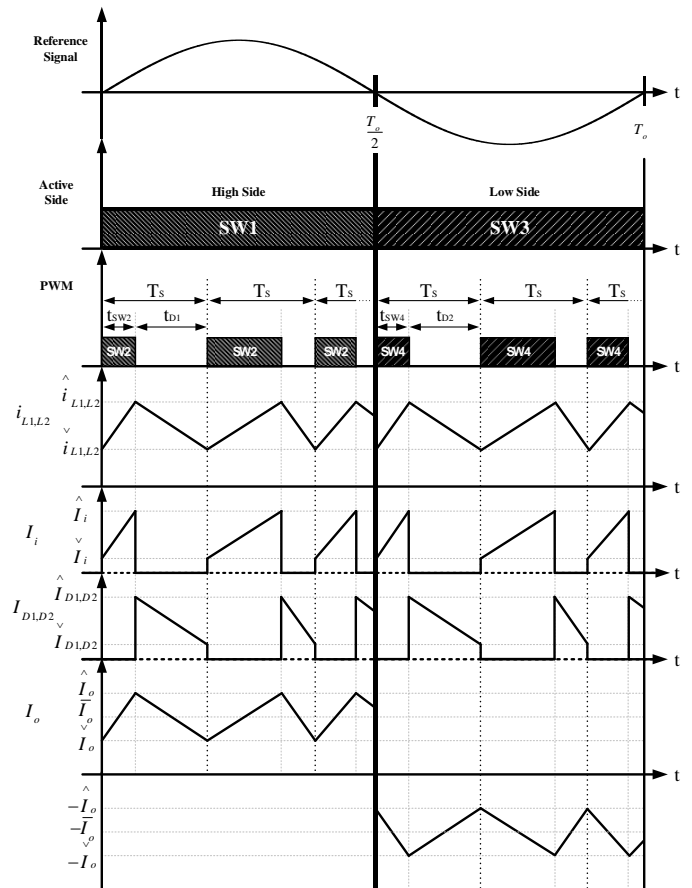 Reference
Signal
t
T_o/2
T_o
Active
Side
High Side
Low Side
SW1
SW3
t
PWM
T_S T_S T_S T_S T_S T_S
t_SW2 t_D1 t_SW4 t_D2
SW2 SW2 SW2 SW4 SW4 SW4
t
î_L1,L2
i_L1,L2
ǐ_L1,L2
t
Î_i
I_i
Ǐ_i
t
Î_D1,D2
I_D1,D2
Ǐ_D1,D2
t
Î_o
Ī_o
I_o
Ǐ_o
t
−Î_o
−Ī_o
−Ǐ_o